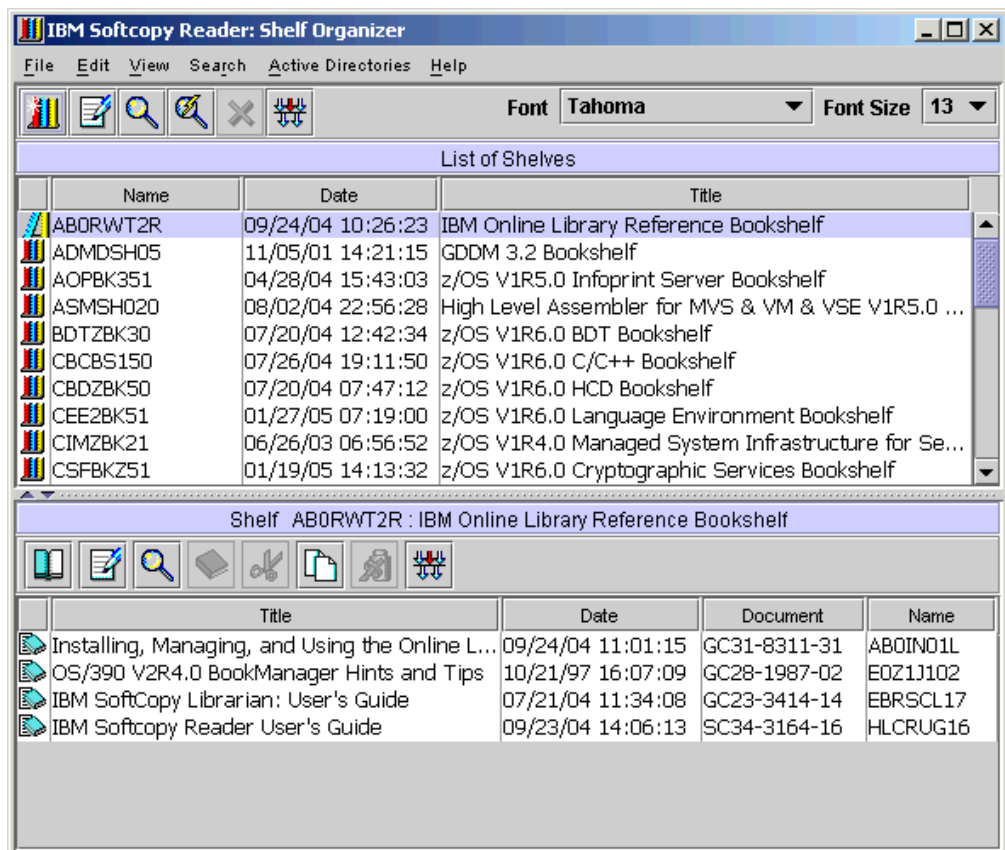 IBM Softcopy Reader: Shelf Organizer
File Edit View Search Active Directories Help
Font Tahoma Font Size 13
List of Shelves
Name Date Title
AB0RWT2R 09/24/04 10:26:23 IBM Online Library Reference Bookshelf
ADMDSH05 11/05/01 14:21:15 GDDM 3.2 Bookshelf
AOPBK351 04/28/04 15:43:03 z/OS V1R5.0 Infoprint Server Bookshelf
ASMSH020 08/02/04 22:56:28 High Level Assembler for MVS & VM & VSE V1R5.0 ...
BDTZBK30 07/20/04 12:42:34 z/OS V1R6.0 BDT Bookshelf
CBCBS150 07/26/04 19:11:50 z/OS V1R6.0 C/C++ Bookshelf
CBDZBK50 07/20/04 07:47:12 z/OS V1R6.0 HCD Bookshelf
CEE2BK51 01/27/05 07:19:00 z/OS V1R6.0 Language Environment Bookshelf
CIMZBK21 06/26/03 06:56:52 z/OS V1R4.0 Managed System Infrastructure for Se...
CSFBKZ51 01/19/05 14:13:32 z/OS V1R6.0 Cryptographic Services Bookshelf
Shelf AB0RWT2R : IBM Online Library Reference Bookshelf
Title Date Document Name
Installing, Managing, and Using the Online L... 09/24/04 11:01:15 GC31-8311-31 AB0IN01L
OS/390 V2R4.0 BookManager Hints and Tips 10/21/97 16:07:09 GC28-1987-02 E0Z1J102
IBM SoftCopy Librarian: User's Guide 07/21/04 11:34:08 GC23-3414-14 EBRSCL17
IBM Softcopy Reader User's Guide 09/23/04 14:06:13 SC34-3164-16 HLCRUG16